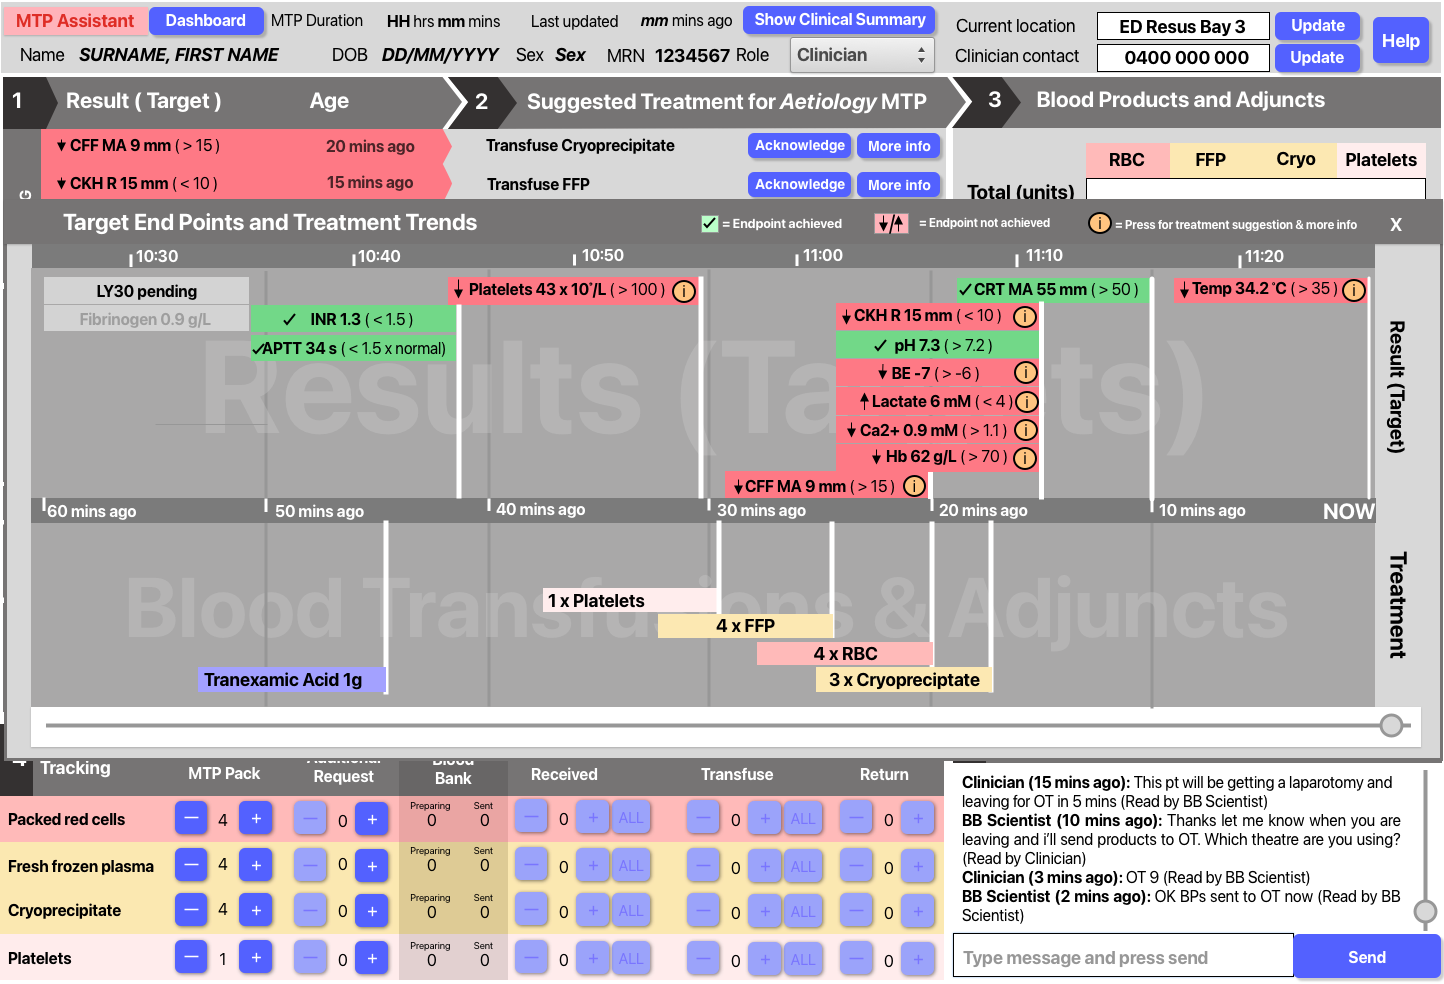 MTP Assistant Dashboard MTP Duration HH hrs mm mins Last updated mm mins ago Show Clinical Summary Current location ED Resus Bay 3 Update Help
Name SURNAME, FIRST NAME DOB DD/MM/YYYY Sex Sex MRN 1234567 Role Clinician Clinician contact 0400 000 000 Update
1 Result ( Target ) Age 2 Suggested Treatment for Aetiology MTP 3 Blood Products and Adjuncts
CFF MA 9 mm ( > 15 ) 20 mins ago Transfuse Cryoprecipitate Acknowledge More info
RBC FFP Cryo Platelets
CKH R 15 mm ( < 10 ) 15 mins ago Transfuse FFP Acknowledge More info
Total (units)
G
Target End Points and Treatment Trends ✓ = Endpoint achieved ↓/↑ = Endpoint not achieved i = Press for treatment suggestion & more info X
10:30 10:40 10:50 11:00 11:10 11:20
LY30 pending ↓ Platelets 43 x 10^9/L ( > 100 ) i ✓ CRT MA 55 mm ( > 50 ) ↓ Temp 34.2 °C ( > 35 ) i
Fibrinogen 0.9 g/L ✓ INR 1.3 ( < 1.5 ) ↓ CKH R 15 mm ( < 10 ) i
✓ APTT 34 s ( < 1.5 x normal) ✓ pH 7.3 ( > 7.2 )
↓ BE -7 ( > -6 ) i
Results (Targets)
↑ Lactate 6 mM ( < 4 ) i
↓ Ca2+ 0.9 mM ( > 1.1 ) i
↓ Hb 62 g/L ( > 70 ) i
↓ CFF MA 9 mm ( > 15 ) i
Result (Target)
60 mins ago 50 mins ago 40 mins ago 30 mins ago 20 mins ago 10 mins ago NOW
Blood Transfusions & Adjuncts
1 x Platelets
4 x FFP
4 x RBC
Tranexamic Acid 1g 3 x Cryopreciptate
Treatment
4 Tracking MTP Pack Additional Request Blood Bank Received Transfuse Return
Packed red cells — 4 + — 0 + Preparing 0 Sent 0 — 0 + ALL — 0 + ALL — 0 +
Fresh frozen plasma — 4 + — 0 + Preparing 0 Sent 0 — 0 + ALL — 0 + ALL — 0 +
Cryoprecipitate — 4 + — 0 + Preparing 0 Sent 0 — 0 + ALL — 0 + ALL — 0 +
Platelets — 1 + — 0 + Preparing 0 Sent 0 — 0 + ALL — 0 + ALL — 0 +
Clinician (15 mins ago): This pt will be getting a laparotomy and
leaving for OT in 5 mins (Read by BB Scientist)
BB Scientist (10 mins ago): Thanks let me know when you are
leaving and i'll send products to OT. Which theatre are you using?
(Read by Clinician)
Clinician (3 mins ago): OT 9 (Read by BB Scientist)
BB Scientist (2 mins ago): OK BPs sent to OT now (Read by BB
Scientist)
Type message and press send Send